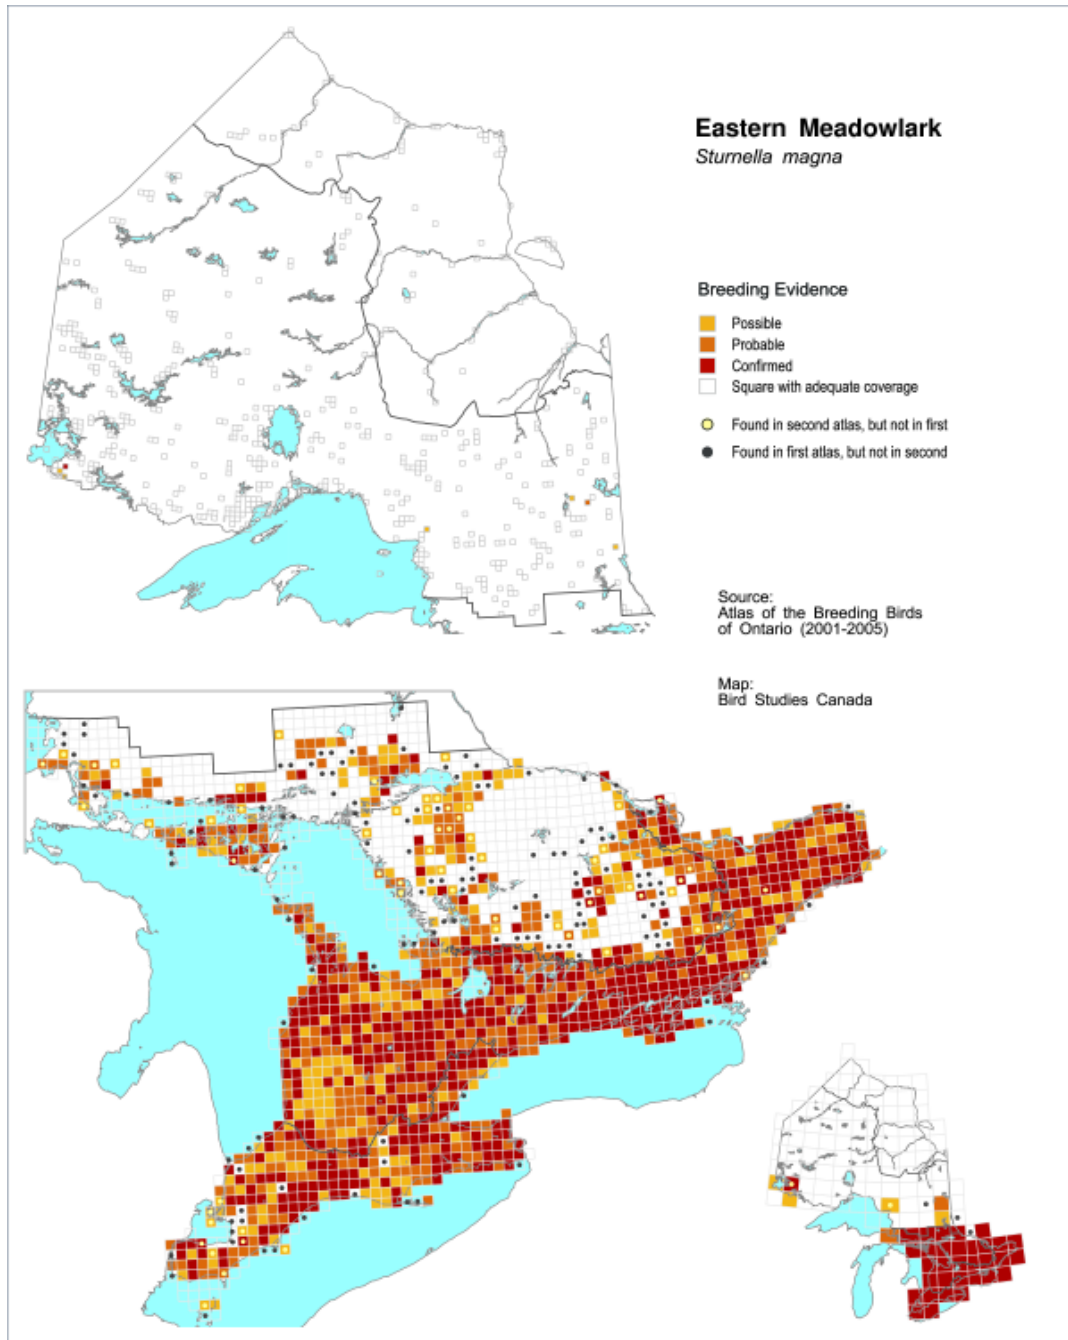 Eastern Meadowlark
Sturnella magna
Breeding Evidence
Possible
Probable
Confirmed
Square with adequate coverage
Found in second atlas, but not in first
Found in first atlas, but not in second
Source:
Atlas of the Breeding Birds
of Ontario (2001-2005)
Map:
Bird Studies Canada